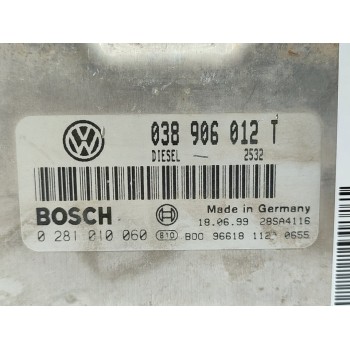 038 906 012 T
DIESEL — 2532
BOSCH
Made in Germany
18.06.99 28SA4116
0 281 010 060 B10 B00 96618 112 0655